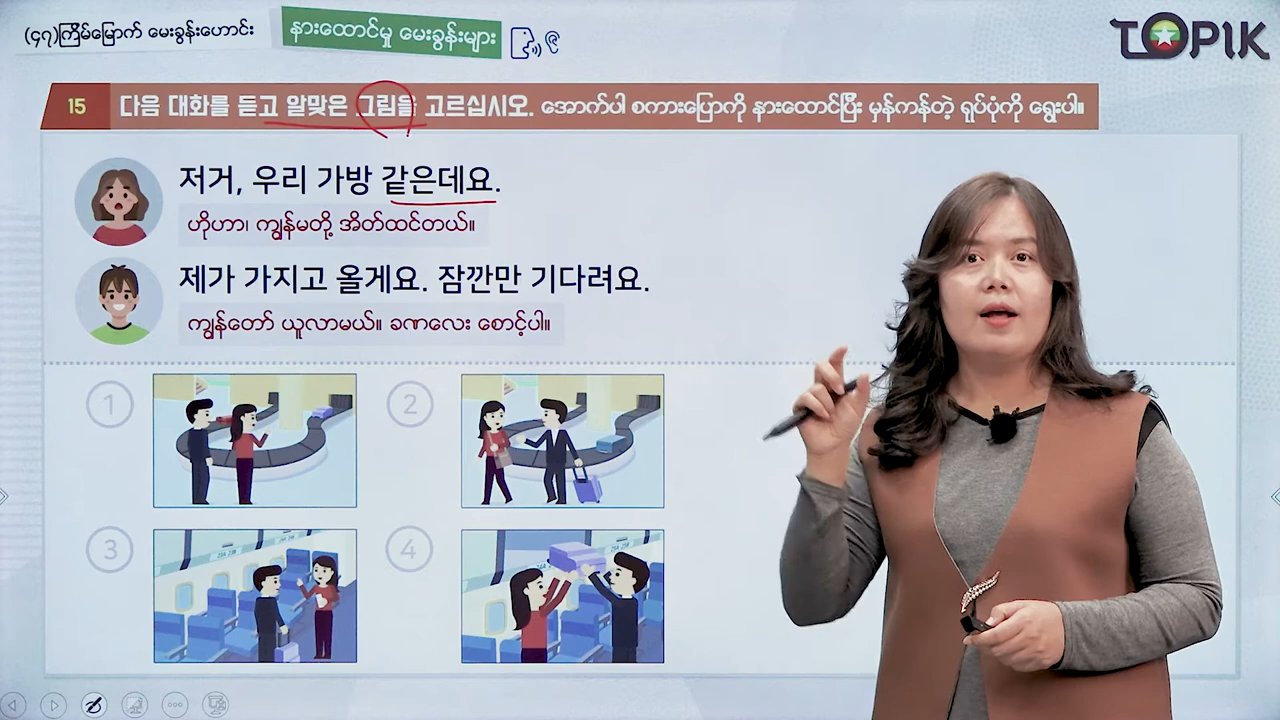 (၄၇)ကြိမ်မြောက် မေးခွန်းဟောင်း
နားထောင်မှု မေးခွန်းများ
TOPIK
15 다음 대화를 듣고 알맞은 그림을 고르십시오. အောက်ပါ စကားပြောကို နားထောင်ပြီး မှန်ကန်တဲ့ ရုပ်ပုံကို ရွေးပါ။
저거, 우리 가방 같은데요.
ဟိုဟာ၊ ကျွန်မတို့ အိတ်ထင်တယ်။
제가 가지고 올게요. 잠깐만 기다려요.
ကျွန်တော် ယူလာမယ်။ ခဏလေး စောင့်ပါ။
1
2
3
4